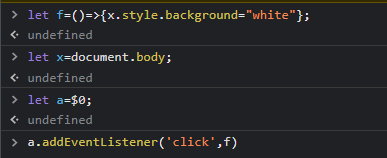 > let f=()=>{x.style.background="white"};
< undefined
> let x=document.body;
< undefined
> let a=$0;
< undefined
> a.addEventListener('click',f)